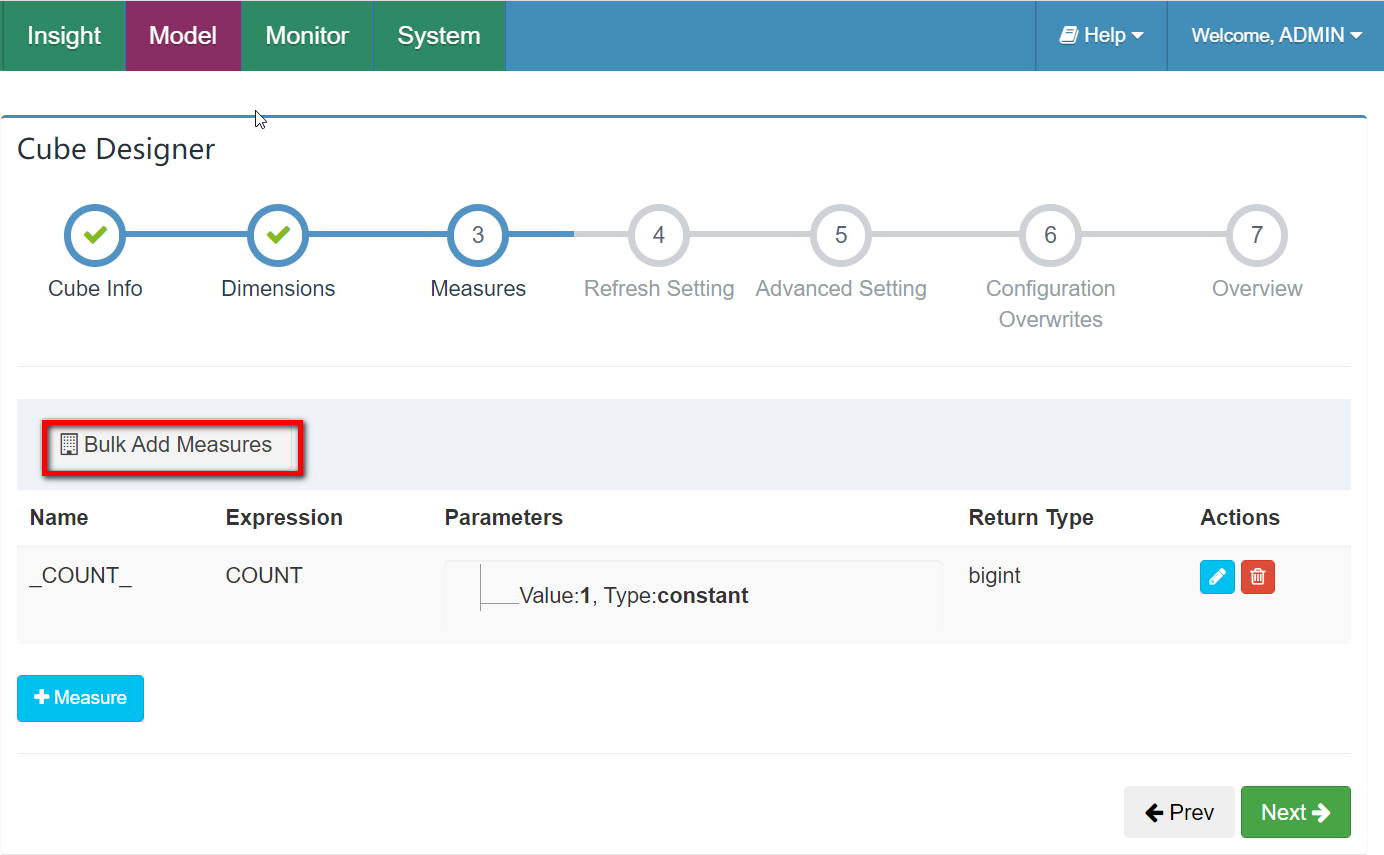 Insight Model Monitor System Help Welcome, ADMIN
Cube Designer
3 4 5 6 7
Cube Info Dimensions Measures Refresh Setting Advanced Setting Configuration Overwrites Overview
Bulk Add Measures
Name Expression Parameters Return Type Actions
_COUNT_ COUNT Value:1, Type:constant bigint
Measure
Prev Next